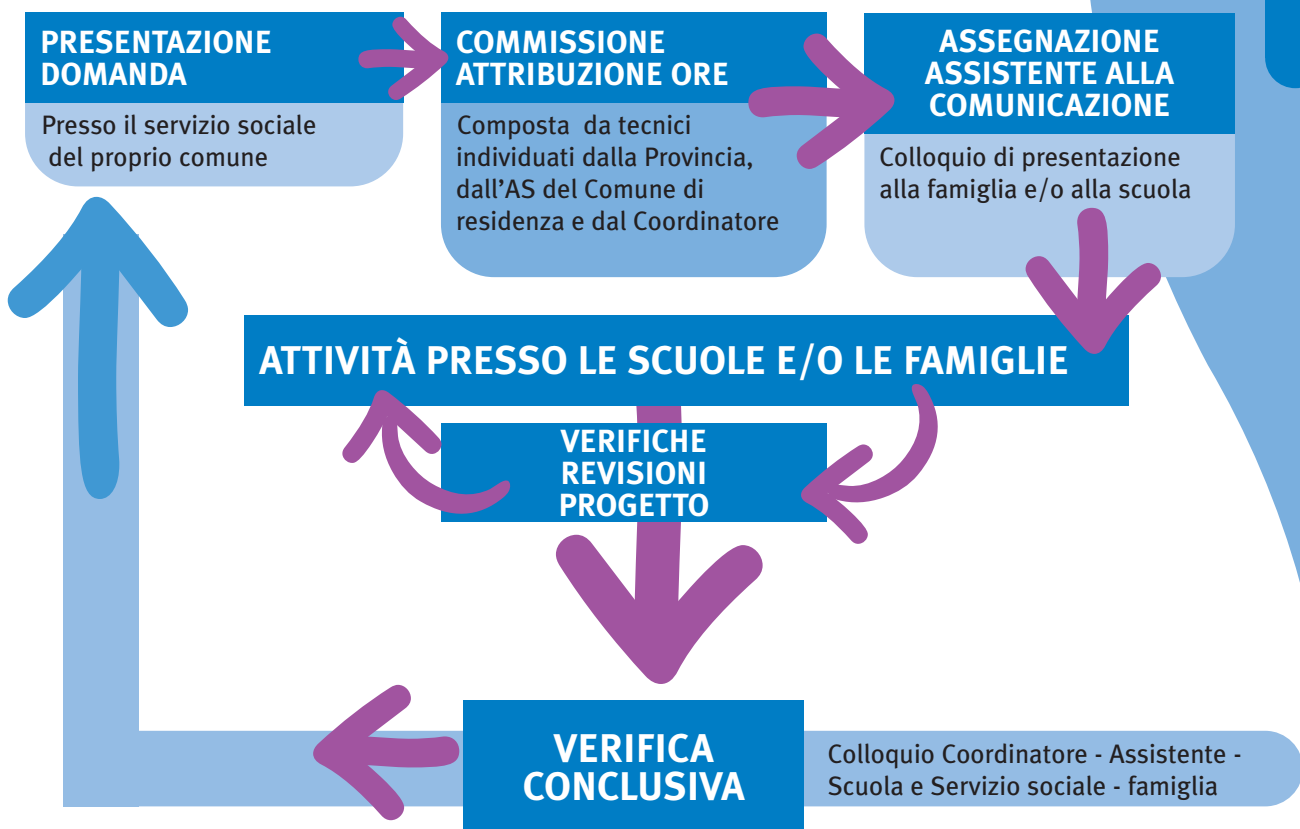 PRESENTAZIONE
DOMANDA
Presso il servizio sociale
del proprio comune
COMMISSIONE
ATTRIBUZIONE ORE
Composta da tecnici
individuati dalla Provincia,
dall'AS del Comune di
residenza e dal Coordinatore
ASSEGNAZIONE
ASSISTENTE ALLA
COMUNICAZIONE
Colloquio di presentazione
alla famiglia e/o alla scuola
ATTIVITÀ PRESSO LE SCUOLE E/O LE FAMIGLIE
VERIFICHE
REVISIONI
PROGETTO
VERIFICA
CONCLUSIVA
Colloquio Coordinatore - Assistente -
Scuola e Servizio sociale - famiglia